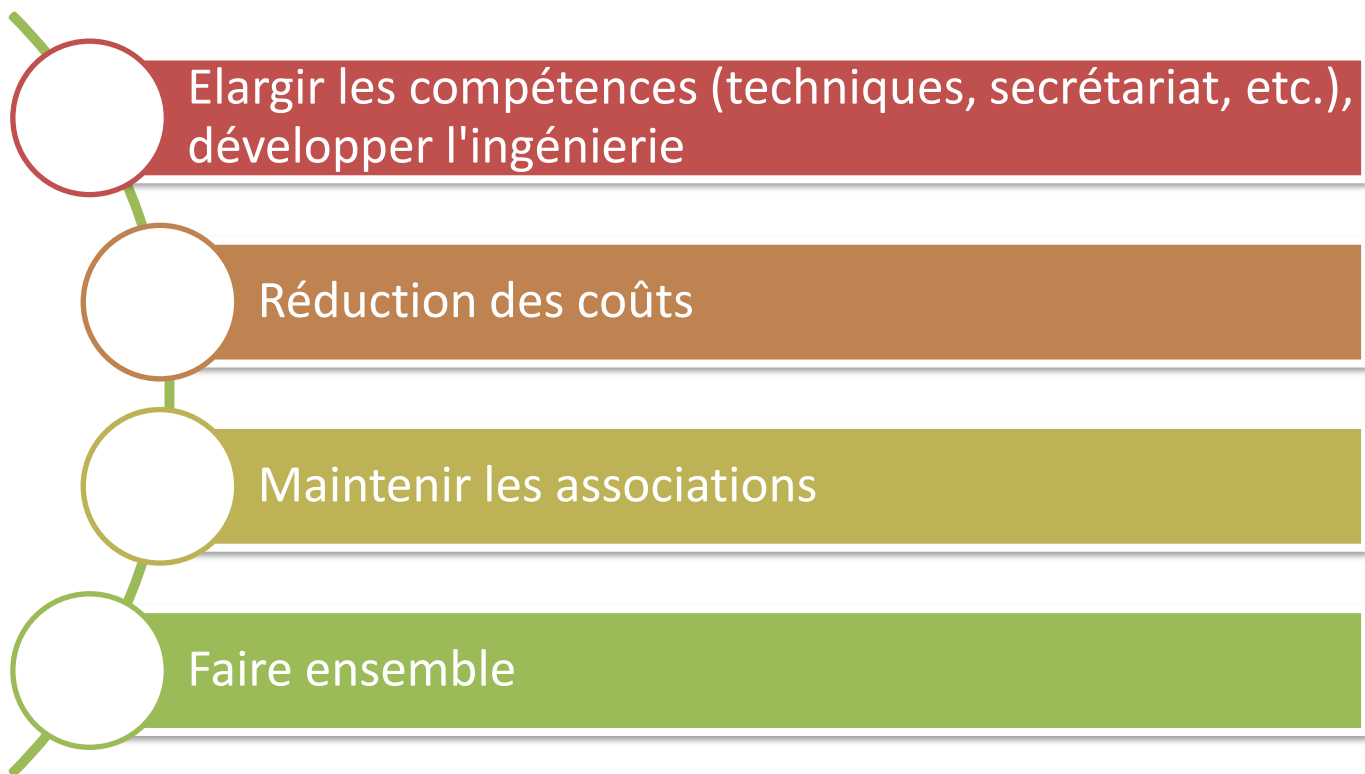 Elargir les compétences (techniques, secrétariat, etc.),
développer l'ingénierie
Réduction des coûts
Maintenir les associations
Faire ensemble